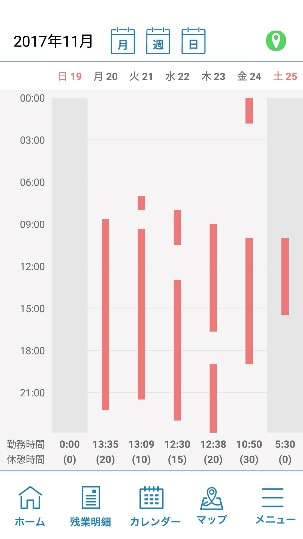 2017年11月 月 週 日
日 19 月 20 火 21 水 22 木 23 金 24 土 25
00:00
03:00
06:00
09:00
12:00
15:00
18:00
21:00
勤務時間 0:00 13:35 13:09 12:30 12:38 10:50 5:30
休憩時間 (0) (20) (10) (15) (20) (30) (0)
ホーム 残業明細 カレンダー マップ メニュー